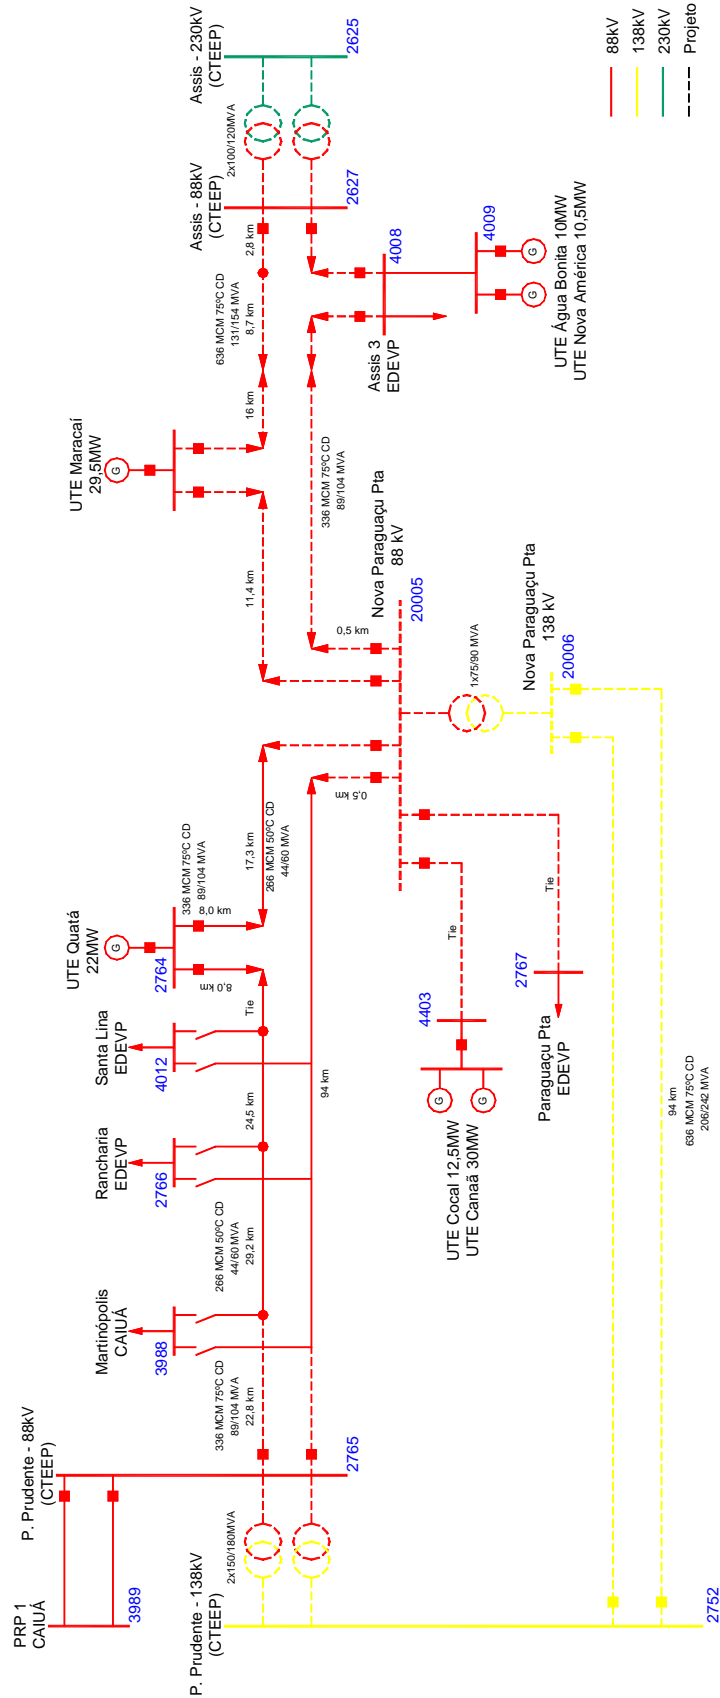 PRP 1
CAIUÁ
3989
P. Prudente - 88kV
(CTEEP)
2765
P. Prudente - 138kV
(CTEEP)
2752
2x150/180MVA
Martinópolis
CAIUÁ
3988
336 MCM 75ºC CD
89/104 MVA
22,8 km
Rancharia
EDEVP
2766
266 MCM 50ºC CD
44/60 MVA
29,2 km
Santa Lina
EDEVP
4012
24,5 km
94 km
UTE Quatá
22MW
G
2764
336 MCM 75ºC CD
89/104 MVA
8,0 km
8,0 km
Tie
17,3 km
266 MCM 50ºC CD
44/60 MVA
0,5 km
UTE Maracaí
29,5MW
G
11,4 km
16 km
Nova Paraguaçu Pta
88 kV
20005
0,5 km
336 MCM 75ºC CD
89/104 MVA
636 MCM 75ºC CD
131/154 MVA
8,7 km
2,8 km
Assis - 88kV
(CTEEP)
2627
2x100/120MVA
Assis - 230kV
(CTEEP)
2625
Assis 3
EDEVP
4008
4009
G
G
UTE Água Bonita 10MW
UTE Nova América 10,5MW
1x75/90 MVA
Nova Paraguaçu Pta
138 kV
20006
Tie
4403
G
G
UTE Cocal 12,5MW
UTE Canaã 30MW
Tie
2767
Paraguaçu Pta
EDEVP
94 km
636 MCM 75ºC CD
206/242 MVA
88kV
138kV
230kV
Projeto